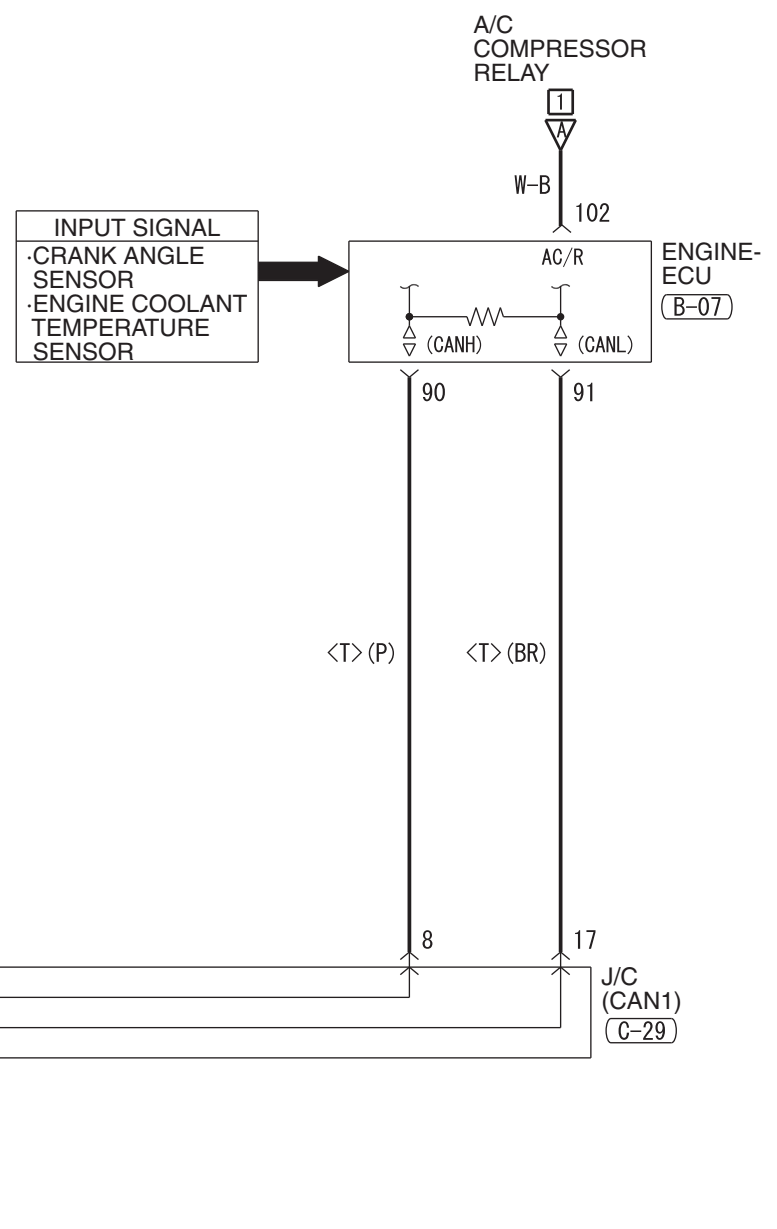 A/C
COMPRESSOR
RELAY
1
A
W-B
102
INPUT SIGNAL
·CRANK ANGLE
SENSOR
·ENGINE COOLANT
TEMPERATURE
SENSOR
AC/R
ENGINE-
ECU
B-07
(CANH)
(CANL)
90
91
<T>(P)
<T>(BR)
8
17
J/C
(CAN1)
C-29